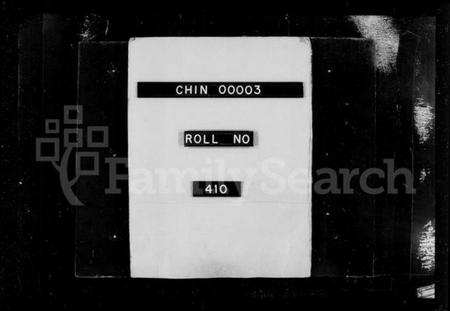 CHIN 00003
ROLL NO
FamilySearch
410